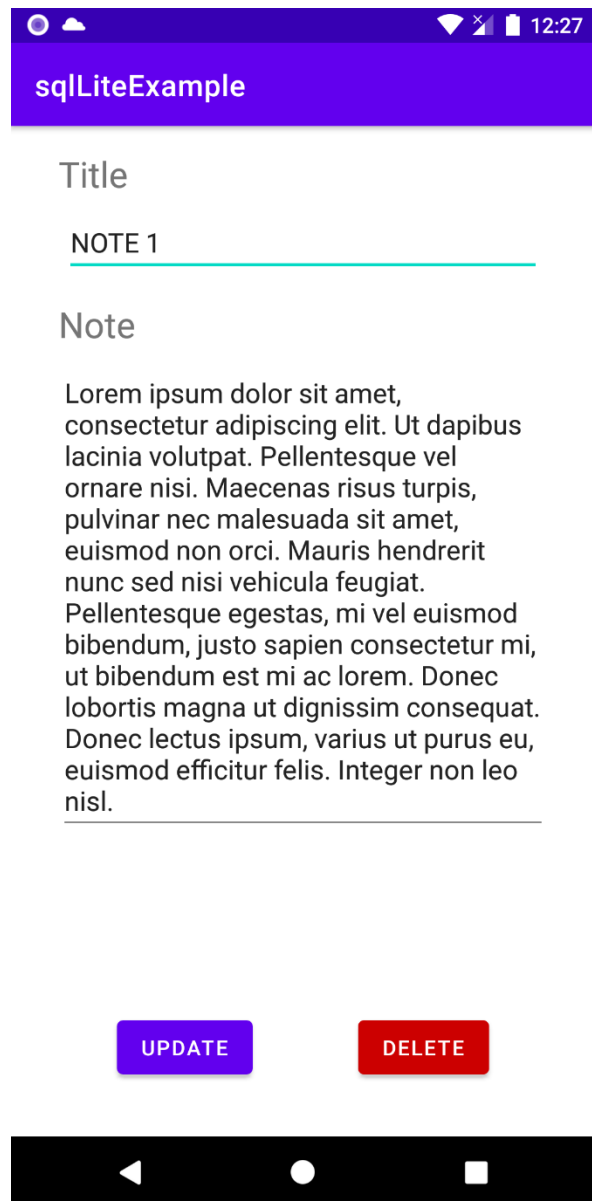 12:27
sqlLiteExample
Title
NOTE 1
Note
Lorem ipsum dolor sit amet,
consectetur adipiscing elit. Ut dapibus
lacinia volutpat. Pellentesque vel
ornare nisi. Maecenas risus turpis,
pulvinar nec malesuada sit amet,
euismod non orci. Mauris hendrerit
nunc sed nisi vehicula feugiat.
Pellentesque egestas, mi vel euismod
bibendum, justo sapien consectetur mi,
ut bibendum est mi ac lorem. Donec
lobortis magna ut dignissim consequat.
Donec lectus ipsum, varius ut purus eu,
euismod efficitur felis. Integer non leo
nisl.
UPDATE DELETE